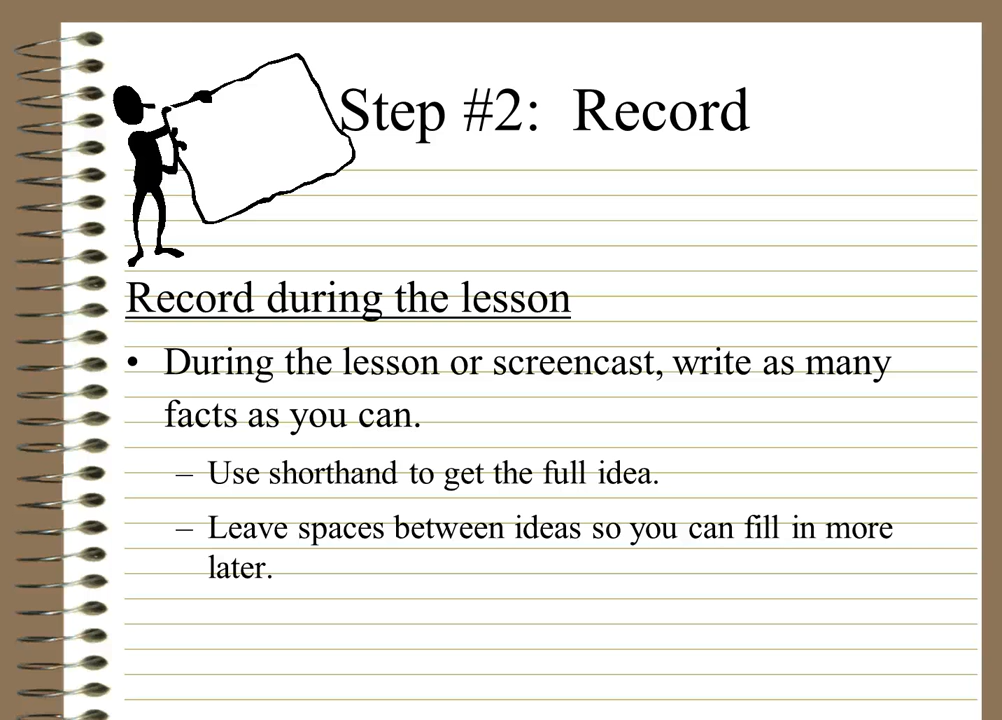 Step #2:  Record
Record during the lesson
• During the lesson or screencast, write as many
facts as you can.
– Use shorthand to get the full idea.
– Leave spaces between ideas so you can fill in more
later.